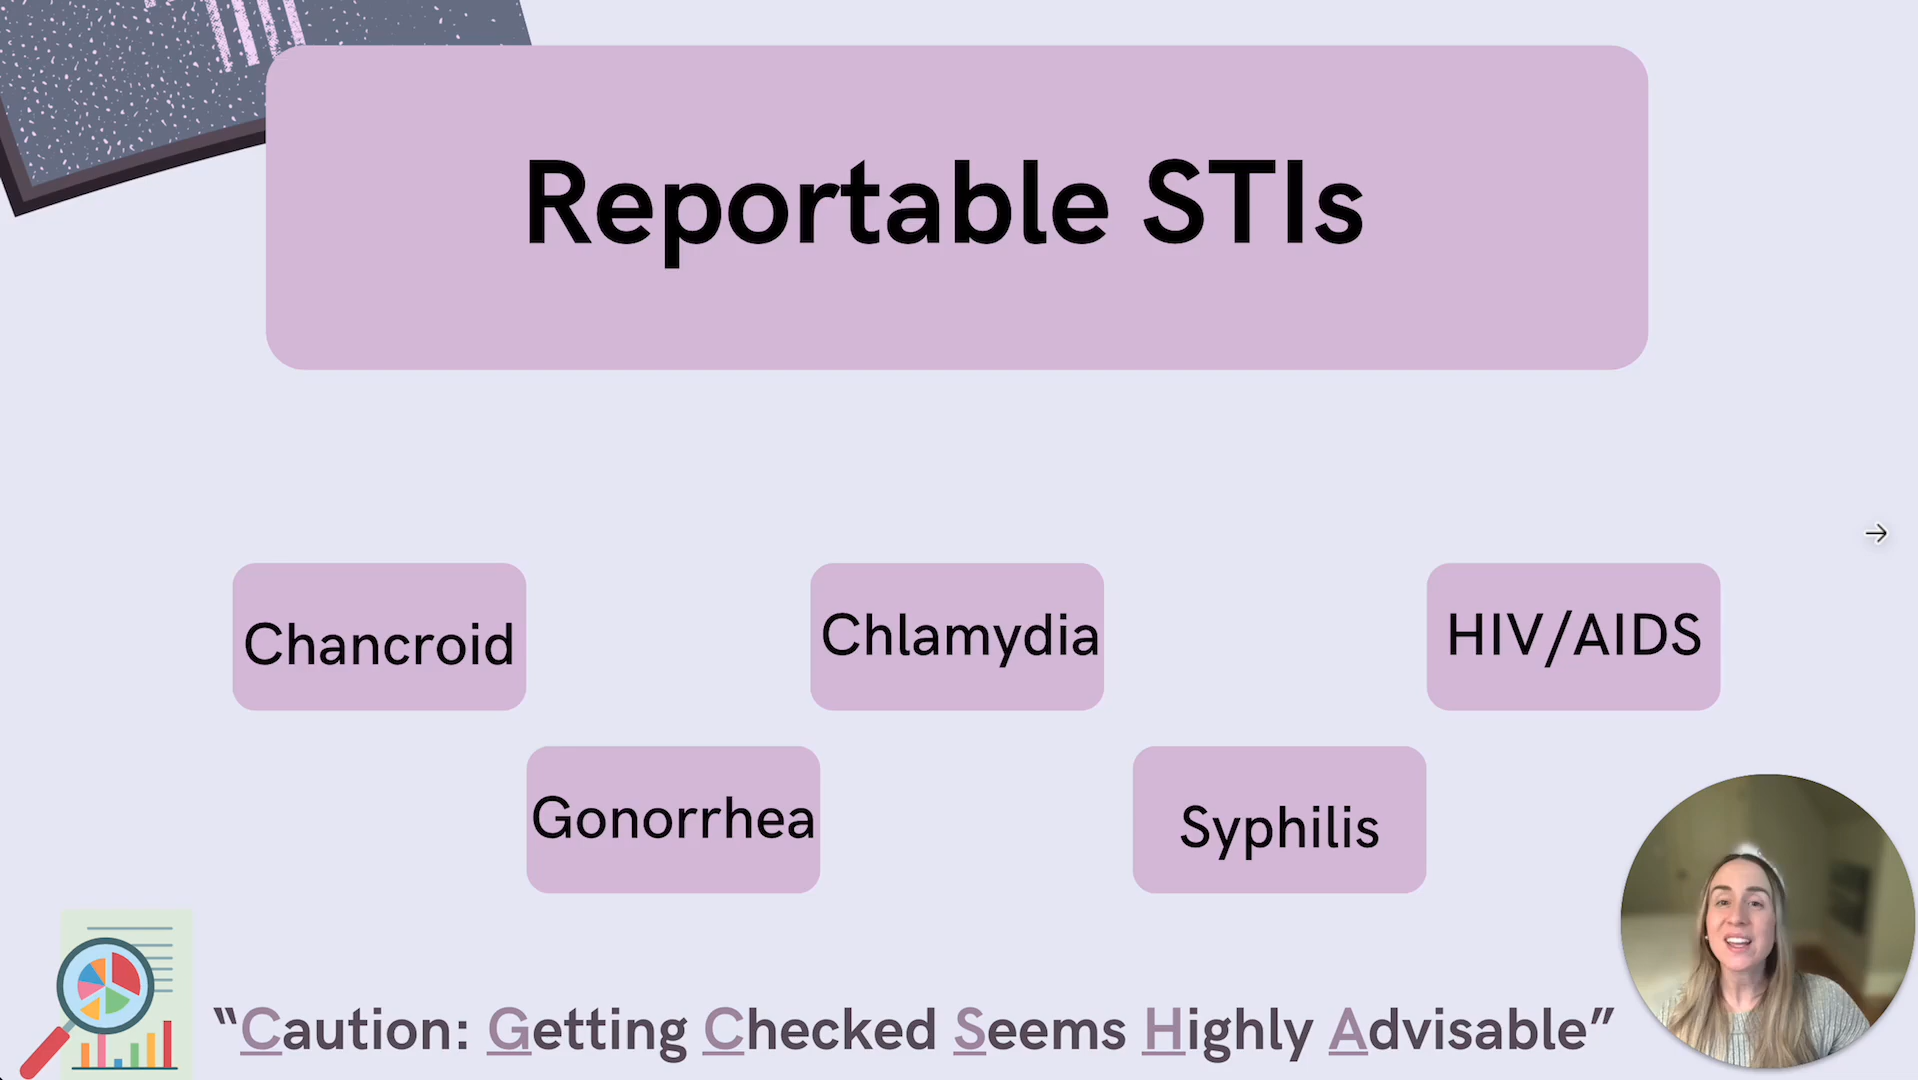 Reportable STIs
Chancroid
Chlamydia
HIV/AIDS
Gonorrhea
Syphilis
“Caution: Getting Checked Seems Highly Advisable”